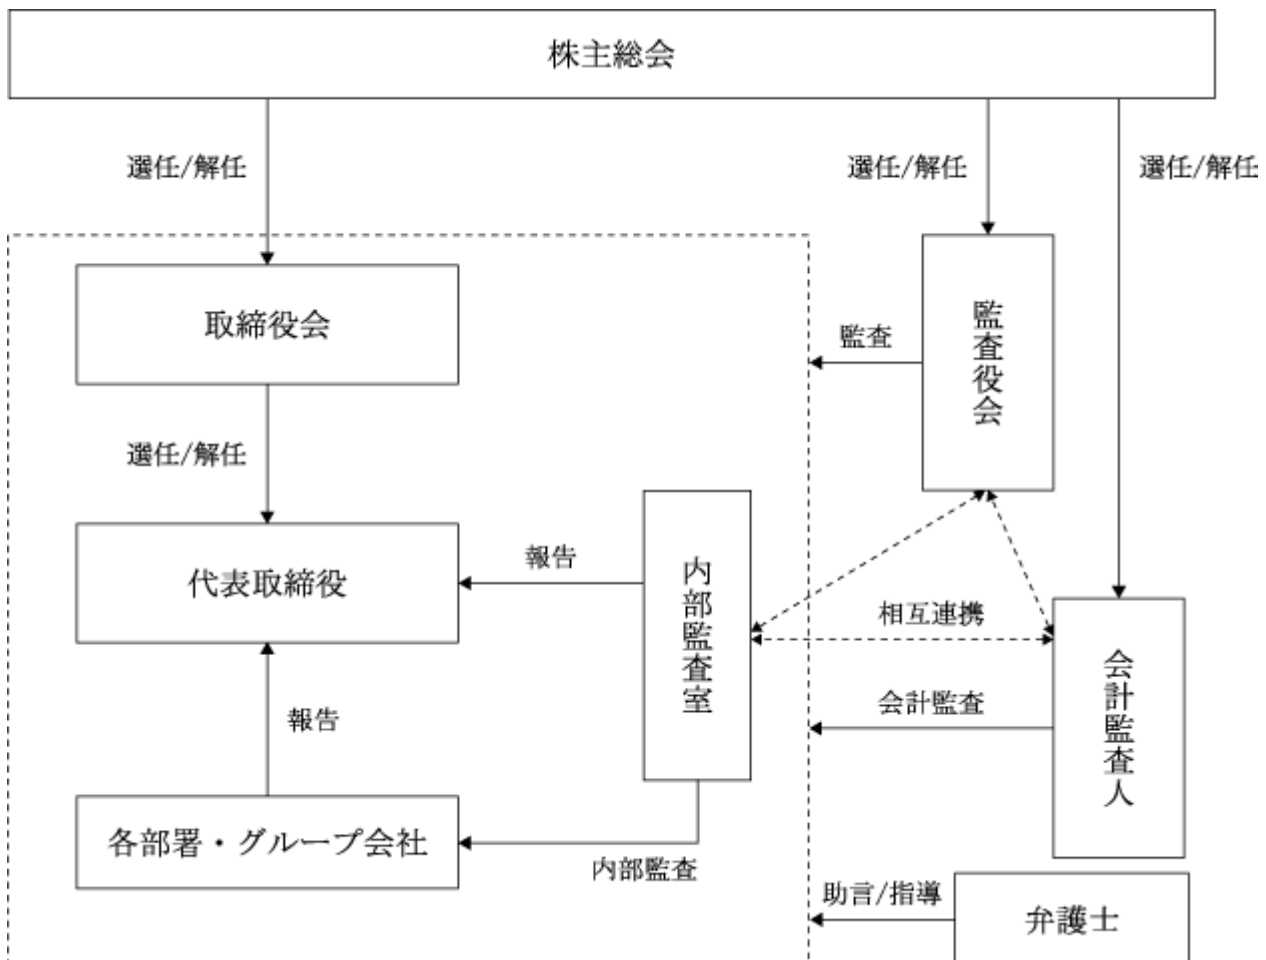 株主総会
選任/解任
選任/解任
選任/解任
取締役会
監査
監査役会
選任/解任
代表取締役
報告
内部監査室
相互連携
会計監査
会計監査人
報告
各部署・グループ会社
内部監査
助言/指導
弁護士